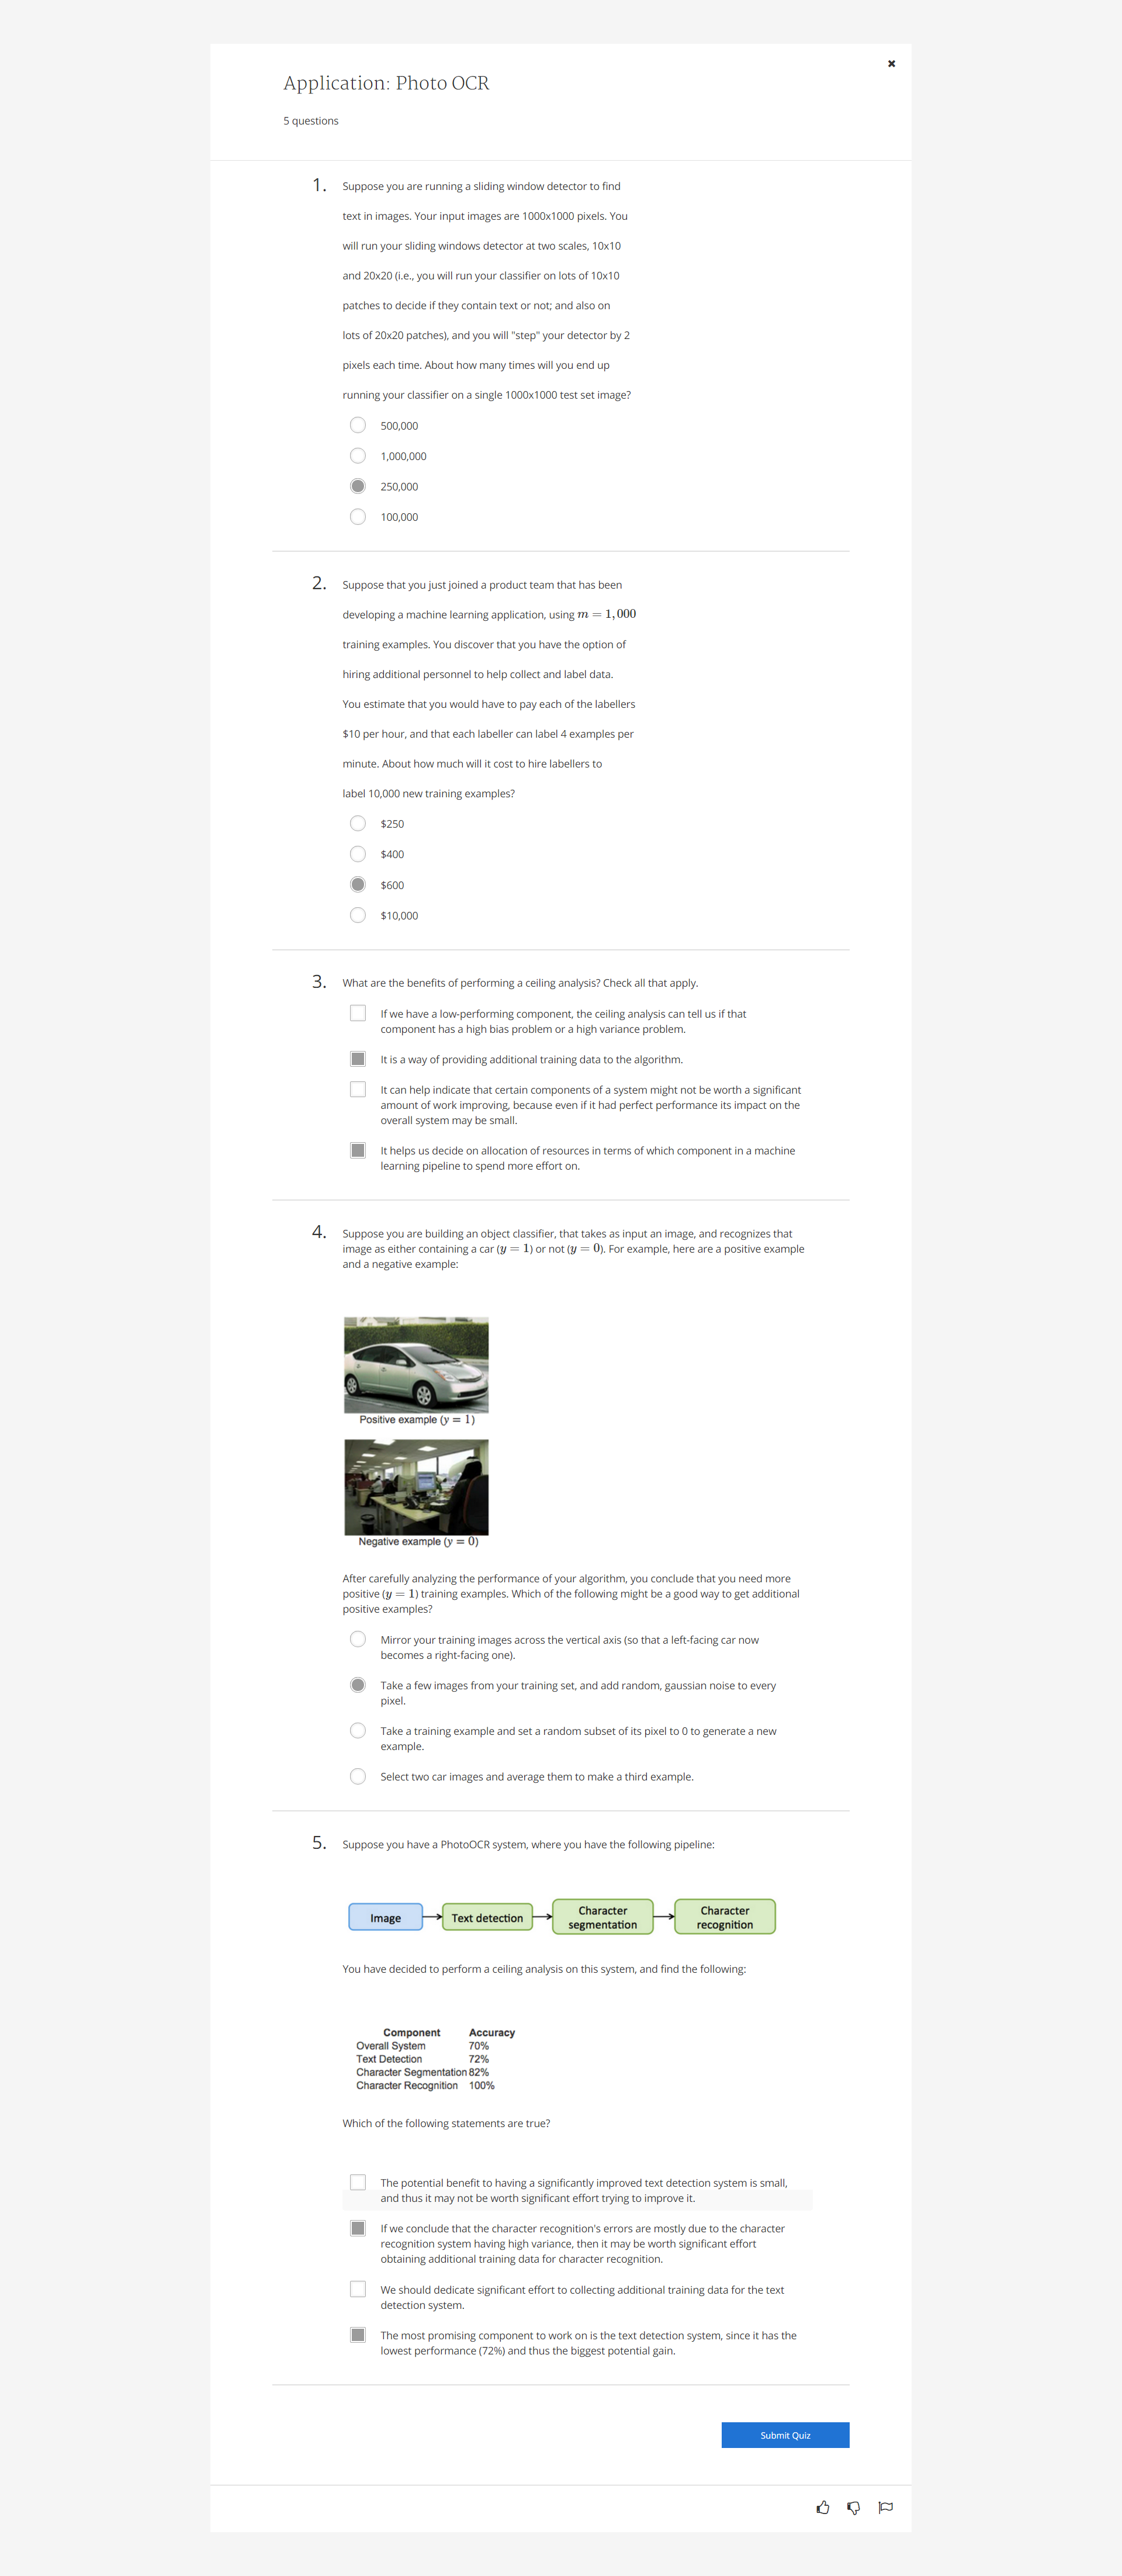 Application: Photo OCR
5 questions
1.
Suppose you are running a sliding window detector to find
text in images. Your input images are 1000x1000 pixels. You
will run your sliding windows detector at two scales, 10x10
and 20x20 (i.e., you will run your classifier on lots of 10x10
patches to decide if they contain text or not; and also on
lots of 20x20 patches), and you will "step" your detector by 2
pixels each time. About how many times will you end up
running your classifier on a single 1000x1000 test set image?
500,000
1,000,000
250,000
100,000
2.
Suppose that you just joined a product team that has been
developing a machine learning application, using m = 1,000
training examples. You discover that you have the option of
hiring additional personnel to help collect and label data.
You estimate that you would have to pay each of the labellers
$10 per hour, and that each labeller can label 4 examples per
minute. About how much will it cost to hire labellers to
label 10,000 new training examples?
$250
$400
$600
$10,000
3.
What are the benefits of performing a ceiling analysis? Check all that apply.
If we have a low-performing component, the ceiling analysis can tell us if that
component has a high bias problem or a high variance problem.
It is a way of providing additional training data to the algorithm.
It can help indicate that certain components of a system might not be worth a significant
amount of work improving, because even if it had perfect performance its impact on the
overall system may be small.
It helps us decide on allocation of resources in terms of which component in a machine
learning pipeline to spend more effort on.
4.
Suppose you are building an object classifier, that takes as input an image, and recognizes that
image as either containing a car (y = 1) or not (y = 0). For example, here are a positive example
and a negative example:
Positive example (y = 1)
Negative example (y = 0)
After carefully analyzing the performance of your algorithm, you conclude that you need more
positive (y = 1) training examples. Which of the following might be a good way to get additional
positive examples?
Mirror your training images across the vertical axis (so that a left-facing car now
becomes a right-facing one).
Take a few images from your training set, and add random, gaussian noise to every
pixel.
Take a training example and set a random subset of its pixel to 0 to generate a new
example.
Select two car images and average them to make a third example.
5.
Suppose you have a PhotoOCR system, where you have the following pipeline:
Image
Text detection
Character
segmentation
Character
recognition
You have decided to perform a ceiling analysis on this system, and find the following:
Component Accuracy
Overall System 70%
Text Detection 72%
Character Segmentation 82%
Character Recognition 100%
Which of the following statements are true?
The potential benefit to having a significantly improved text detection system is small,
and thus it may not be worth significant effort trying to improve it.
If we conclude that the character recognition's errors are mostly due to the character
recognition system having high variance, then it may be worth significant effort
obtaining additional training data for character recognition.
We should dedicate significant effort to collecting additional training data for the text
detection system.
The most promising component to work on is the text detection system, since it has the
lowest performance (72%) and thus the biggest potential gain.
Submit Quiz